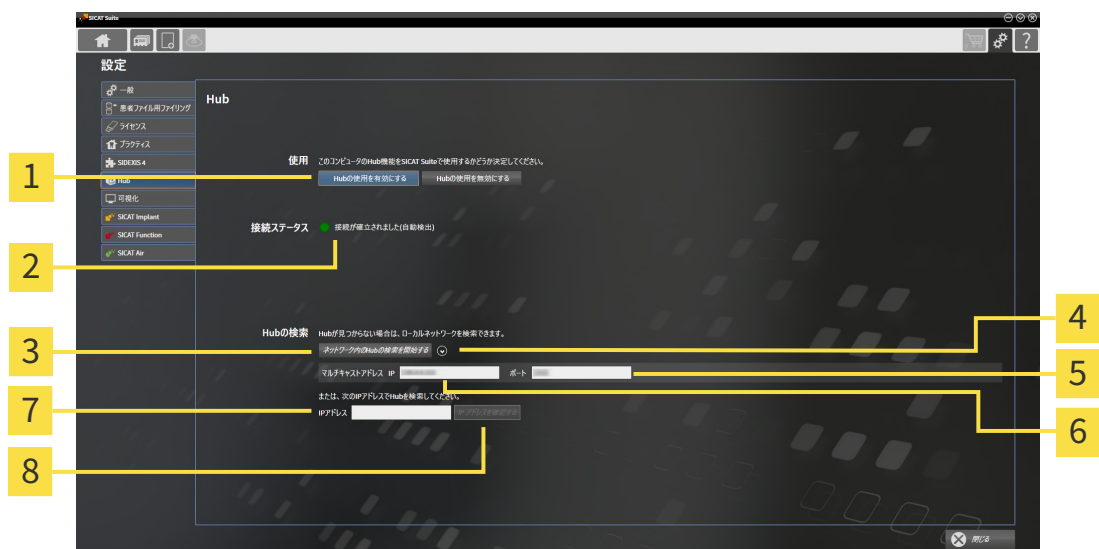 SICAT Suite
?
設定
一般
患者ファイル用ファイリング
ライセンス
プラクティス
SIDEXIS 4
Hub
可視化
SICAT Implant
SICAT Function
SICAT Air
Hub
使用 このコンピュータのHub機能をSICAT Suiteで使用するかどうか決定してください。
Hubの使用を有効にする Hubの使用を無効にする
接続ステータス 接続が確立されました(自動検出)
Hubの検索 Hubが見つからない場合は、ローカルネットワークを検索できます。
ネットワーク内のHubの検索を開始する
マルチキャストアドレス IP ポート
または、次のIPアドレスでHubを検索してください。
IPアドレス IPアドレスを確認する
閉じる
1
2
3
4
5
6
7
8